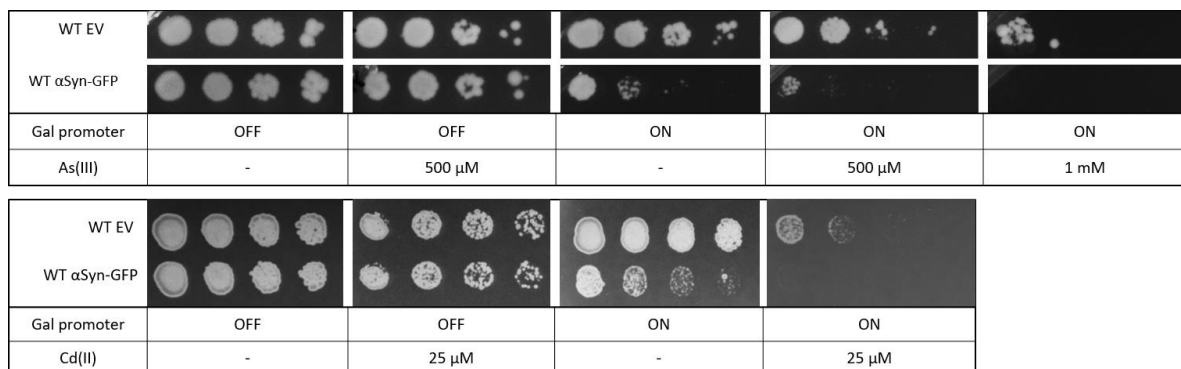 WT EV
WT αSyn-GFP
Gal promoter OFF OFF ON ON ON
As(III) - 500 μM - 500 μM 1 mM
WT EV
WT αSyn-GFP
Gal promoter OFF OFF ON ON
Cd(II) - 25 μM - 25 μM